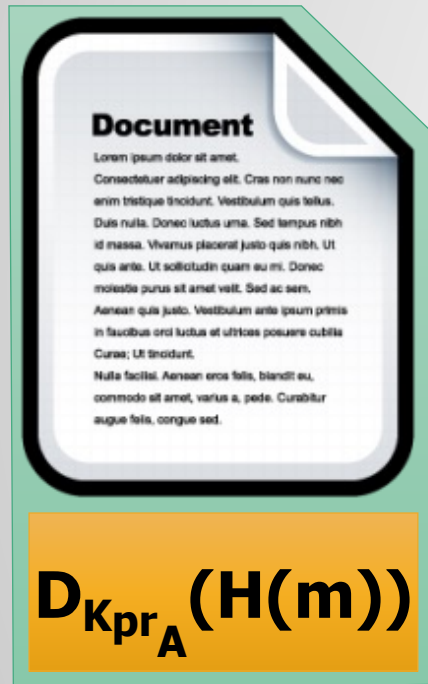 Document
Lorem ipsum dolor sit amet.
Consectetuer adipiscing elit. Cras non nunc nec
enim tristique tincidunt. Vestibulum quis tellus.
Duis nulla. Donec luctus urna. Sed tempus nibh
id massa. Vivamus placerat justo quis nibh. Ut
quis ante. Ut sollicitudin quam eu mi. Donec
molestie purus sit amet velit. Sed ac sem.
Aenean quis justo. Vestibulum ante ipsum primis
in faucibus orci luctus et ultrices posuere cubilia
Curae; Ut tincidunt.
Nulla facilisi. Aenean eros felis, blandit eu,
commodo sit amet, varius a, pede. Curabitur
augue felis, congue sed.
D_{Kpr_A}(H(m))